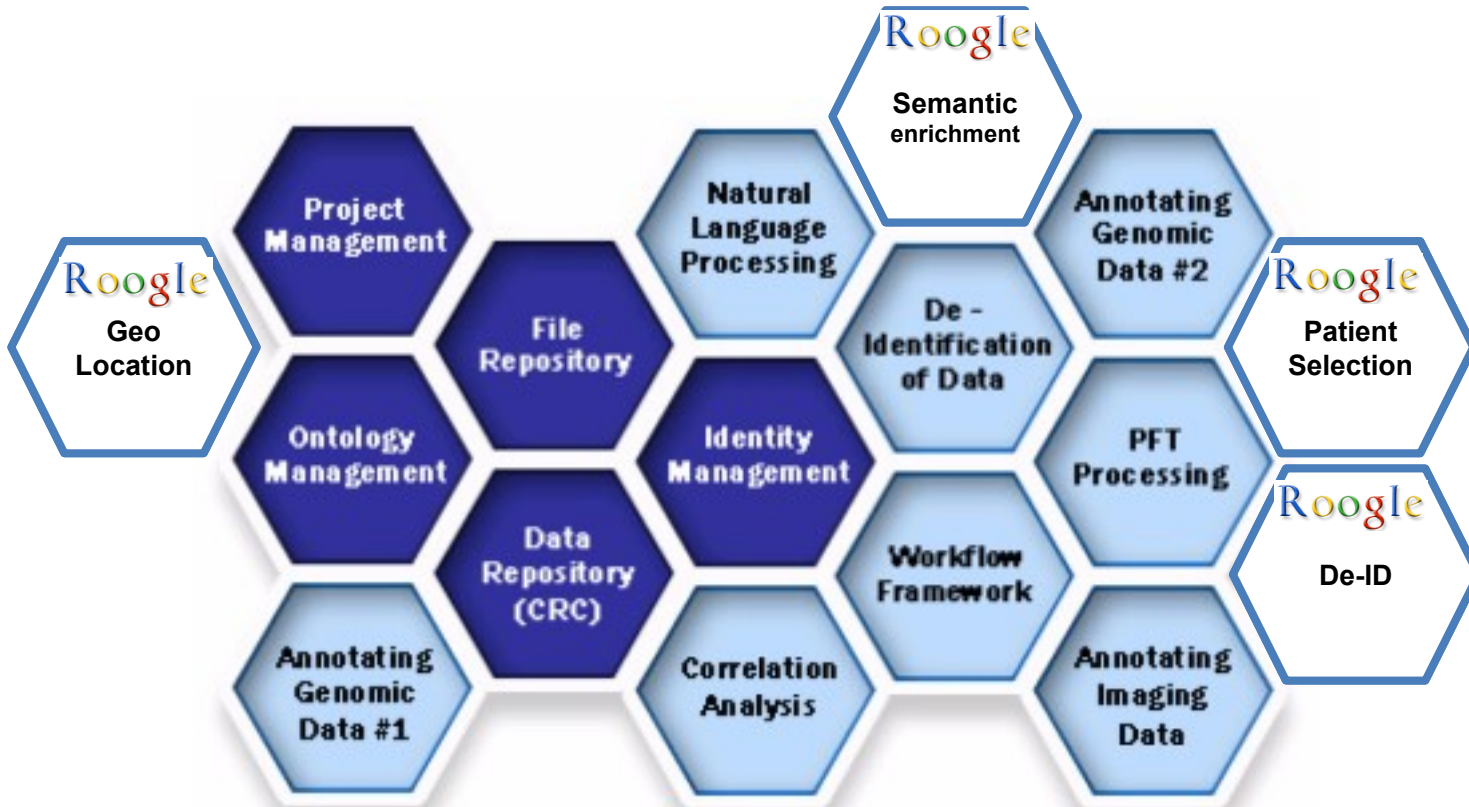 Roogle
Semantic
enrichment
Project
Management
Natural
Language
Processing
Annotating
Genomic
Data #2
Roogle
Geo
Location
File
Repository
De -
Identification
of Data
Roogle
Patient
Selection
Ontology
Management
Identity
Management
PFT
Processing
Roogle
De-ID
Data
Repository
(CRC)
Workflow
Framework
Annotating
Genomic
Data #1
Correlation
Analysis
Annotating
Imaging
Data